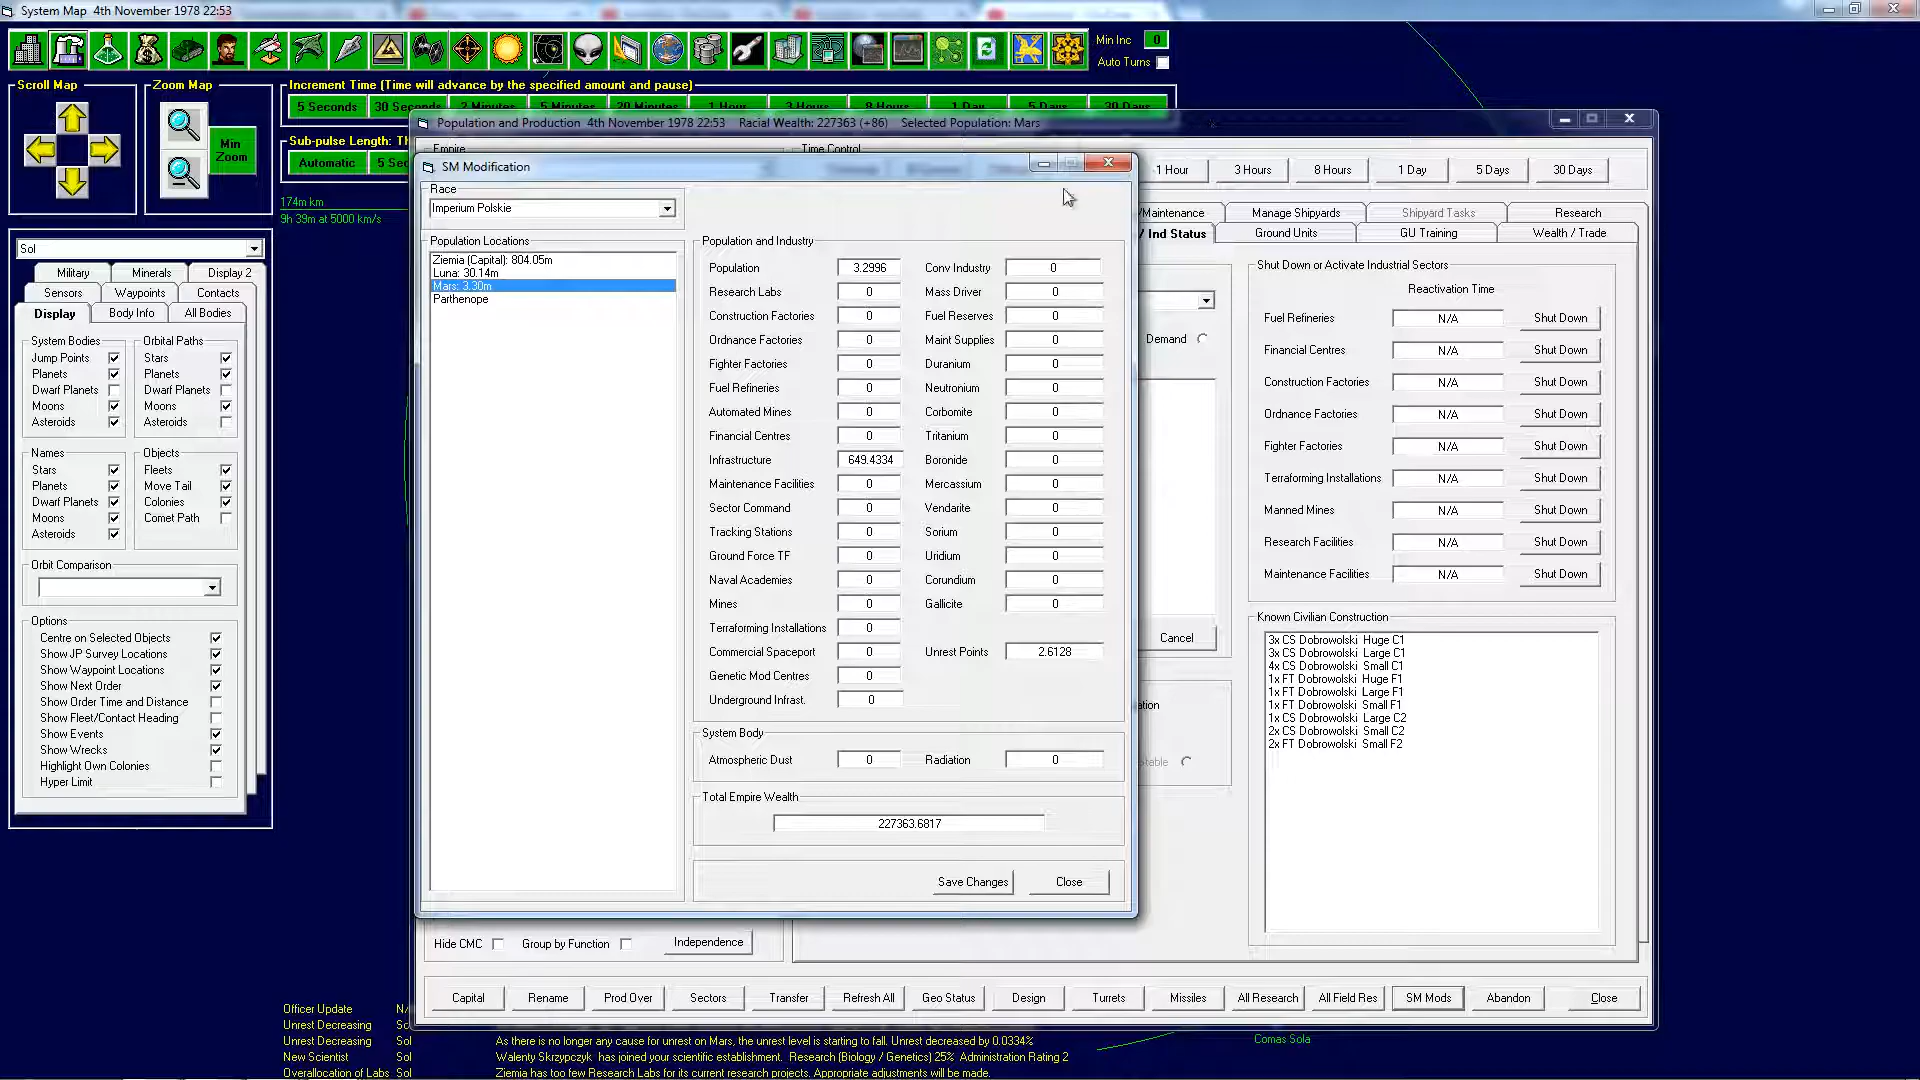 System Map   4th November 1978 22:53
Min Inc 0
Auto Turns
Scroll Map
Zoom Map
Min Zoom
Increment Time (Time will advance by the specified amount and pause)
5 Seconds 30 Seconds 2 Minutes 5 Minutes 20 Minutes 1 Hour 3 Hours 8 Hours 1 Day 5 Days 30 Days
Sub-pulse Length:
Automatic
174m km
9h 39m at 5000 km/s
Population and Production   4th November 1978 22:53   Racial Wealth: 227363 (+86)   Selected Population: Mars
Empire
Time Control
1 Hour 3 Hours 8 Hours 1 Day 5 Days 30 Days
/Maintenance Manage Shipyards Shipyard Tasks Research
/ Ind Status Ground Units GU Training Wealth / Trade
SM Modification
Race
Imperium Polskie
Population Locations
Ziemia (Capital): 804.05m
Luna: 30.14m
Mars: 3.30m
Parthenope
Population and Industry
Population 3.2996 Conv Industry 0
Research Labs 0 Mass Driver 0
Construction Factories 0 Fuel Reserves 0
Ordnance Factories 0 Maint Supplies 0
Fighter Factories 0 Duranium 0
Fuel Refineries 0 Neutronium 0
Automated Mines 0 Corbomite 0
Financial Centres 0 Tritanium 0
Infrastructure 649.4334 Boronide 0
Maintenance Facilities 0 Mercassium 0
Sector Command 0 Vendarite 0
Tracking Stations 0 Sorium 0
Ground Force TF 0 Uridium 0
Naval Academies 0 Corundium 0
Mines 0 Gallicite 0
Terraforming Installations 0
Commercial Spaceport 0 Unrest Points 2.6128
Genetic Mod Centres 0
Underground Infrast. 0
System Body
Atmospheric Dust 0 Radiation 0
Total Empire Wealth
227363.6817
Save Changes Close
Demand
Cancel
Shut Down or Activate Industrial Sectors
Reactivation Time
Fuel Refineries N/A Shut Down
Financial Centres N/A Shut Down
Construction Factories N/A Shut Down
Ordnance Factories N/A Shut Down
Fighter Factories N/A Shut Down
Terraforming Installations N/A Shut Down
Manned Mines N/A Shut Down
Research Facilities N/A Shut Down
Maintenance Facilities N/A Shut Down
Known Civilian Construction
3x CS Dobrowolski  Huge C1
3x CS Dobrowolski  Large C1
4x CS Dobrowolski  Small C1
1x FT Dobrowolski  Huge F1
1x FT Dobrowolski  Large F1
1x FT Dobrowolski  Small F1
1x CS Dobrowolski  Large C2
2x CS Dobrowolski  Small C2
2x FT Dobrowolski  Small F2
Hide CMC Group by Function Independence
Capital Rename Prod Over Sectors Transfer Refresh All Geo Status Design Turrets Missiles All Research All Field Res SM Mods Abandon Close
Sol
Military Minerals Display 2
Sensors Waypoints Contacts
Display Body Info All Bodies
System Bodies
Jump Points
Planets
Dwarf Planets
Moons
Asteroids
Orbital Paths
Stars
Planets
Dwarf Planets
Moons
Asteroids
Names
Stars
Planets
Dwarf Planets
Moons
Asteroids
Objects
Fleets
Move Tail
Colonies
Comet Path
Orbit Comparison
Options
Centre on Selected Objects
Show JP Survey Locations
Show Waypoint Locations
Show Next Order
Show Order Time and Distance
Show Fleet/Contact Heading
Show Events
Show Wrecks
Highlight Own Colonies
Hyper Limit
Officer Update
Unrest Decreasing
Unrest Decreasing Sol As there is no longer any cause for unrest on Mars, the unrest level is starting to fall. Unrest decreased by 0.0334%
New Scientist Sol Walenty Skrzypczyk  has joined your scientific establishment.  Research (Biology / Genetics) 25%  Administration Rating 2
Overallocation of Labs Sol Ziemia has too few Research Labs for its current research projects. Appropriate adjustments will be made.
Comas Sola